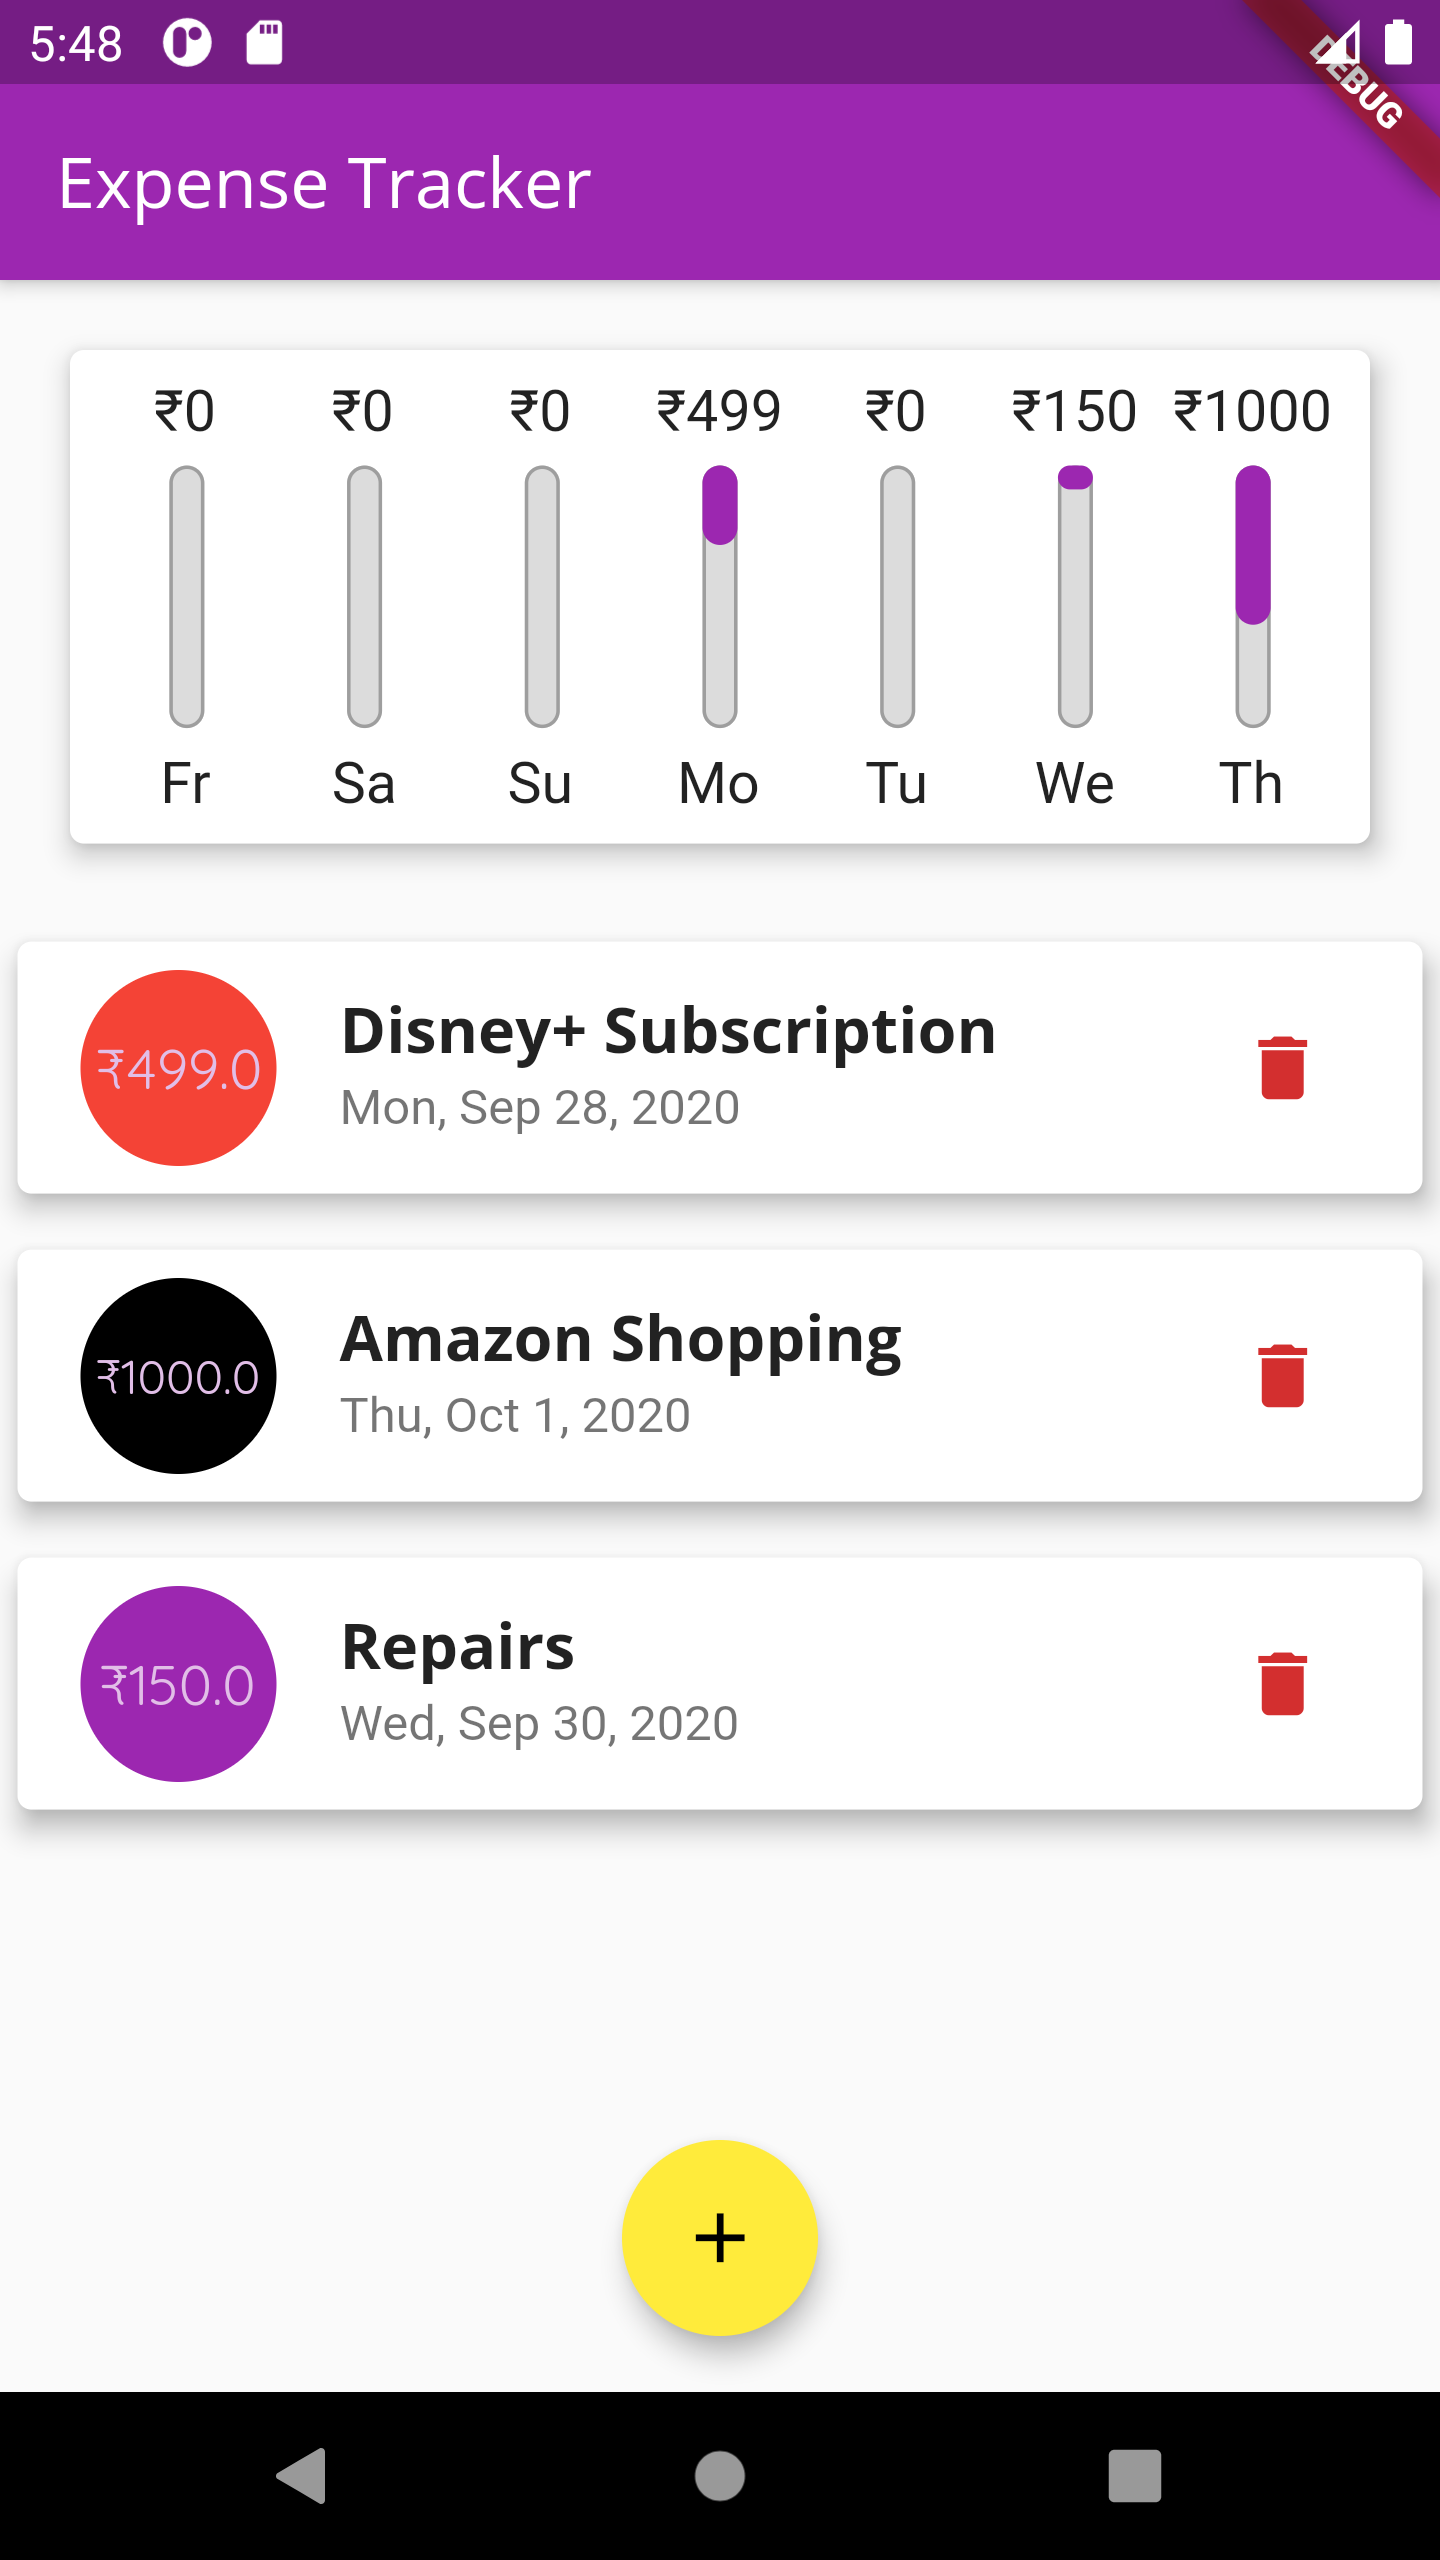 5:48
DEBUG
Expense Tracker
₹0 ₹0 ₹0 ₹499 ₹0 ₹150 ₹1000
Fr Sa Su Mo Tu We Th
₹499.0
Disney+ Subscription
Mon, Sep 28, 2020
₹1000.0
Amazon Shopping
Thu, Oct 1, 2020
₹150.0
Repairs
Wed, Sep 30, 2020